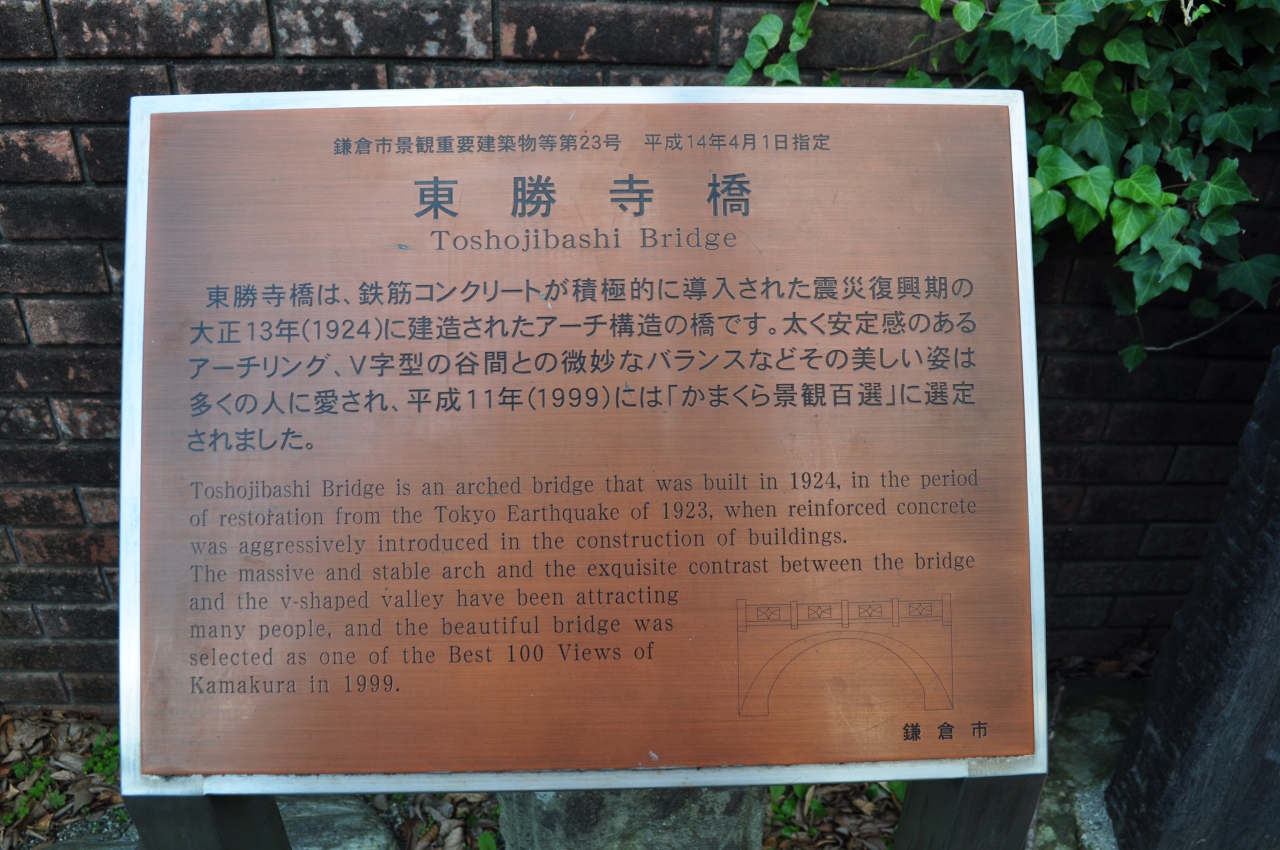 鎌倉市景観重要建築物等第23号　平成14年4月1日指定
東勝寺橋
Toshojibashi Bridge
東勝寺橋は、鉄筋コンクリートが積極的に導入された震災復興期の
大正13年(1924)に建造されたアーチ構造の橋です。太く安定感のある
アーチリング、V字型の谷間との微妙なバランスなどその美しい姿は
多くの人に愛され、平成11年(1999)には「かまくら景観百選」に選定
されました。
Toshojibashi Bridge is an arched bridge that was built in 1924, in the period
of restoration from the Tokyo Earthquake of 1923, when reinforced concrete
was aggressively introduced in the construction of buildings.
The massive and stable arch and the exquisite contrast between the bridge
and the v-shaped valley have been attracting
many people, and the beautiful bridge was
selected as one of the Best 100 Views of
Kamakura in 1999.
鎌倉市